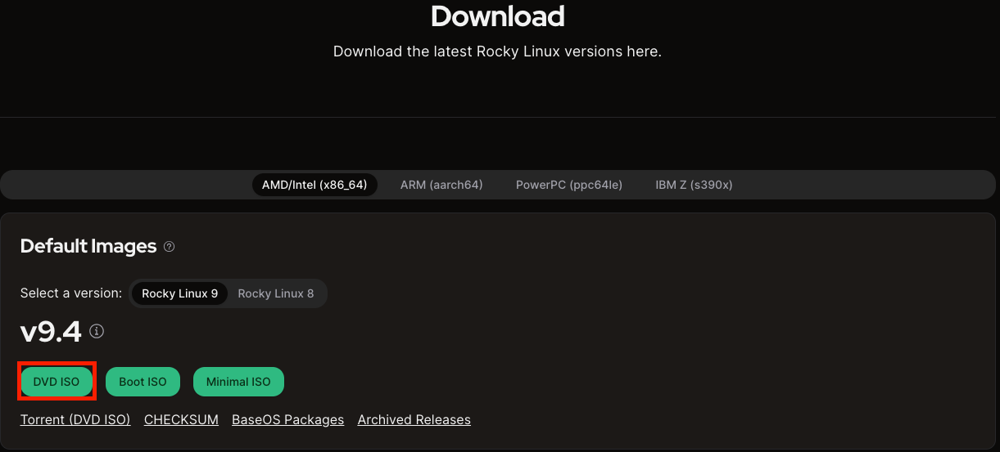 Download
Download the latest Rocky Linux versions here.
AMD/Intel (x86_64) ARM (aarch64) PowerPC (ppc64le) IBM Z (s390x)
Default Images ?
Select a version: Rocky Linux 9 Rocky Linux 8
v9.4 i
DVD ISO Boot ISO Minimal ISO
Torrent (DVD ISO) CHECKSUM BaseOS Packages Archived Releases